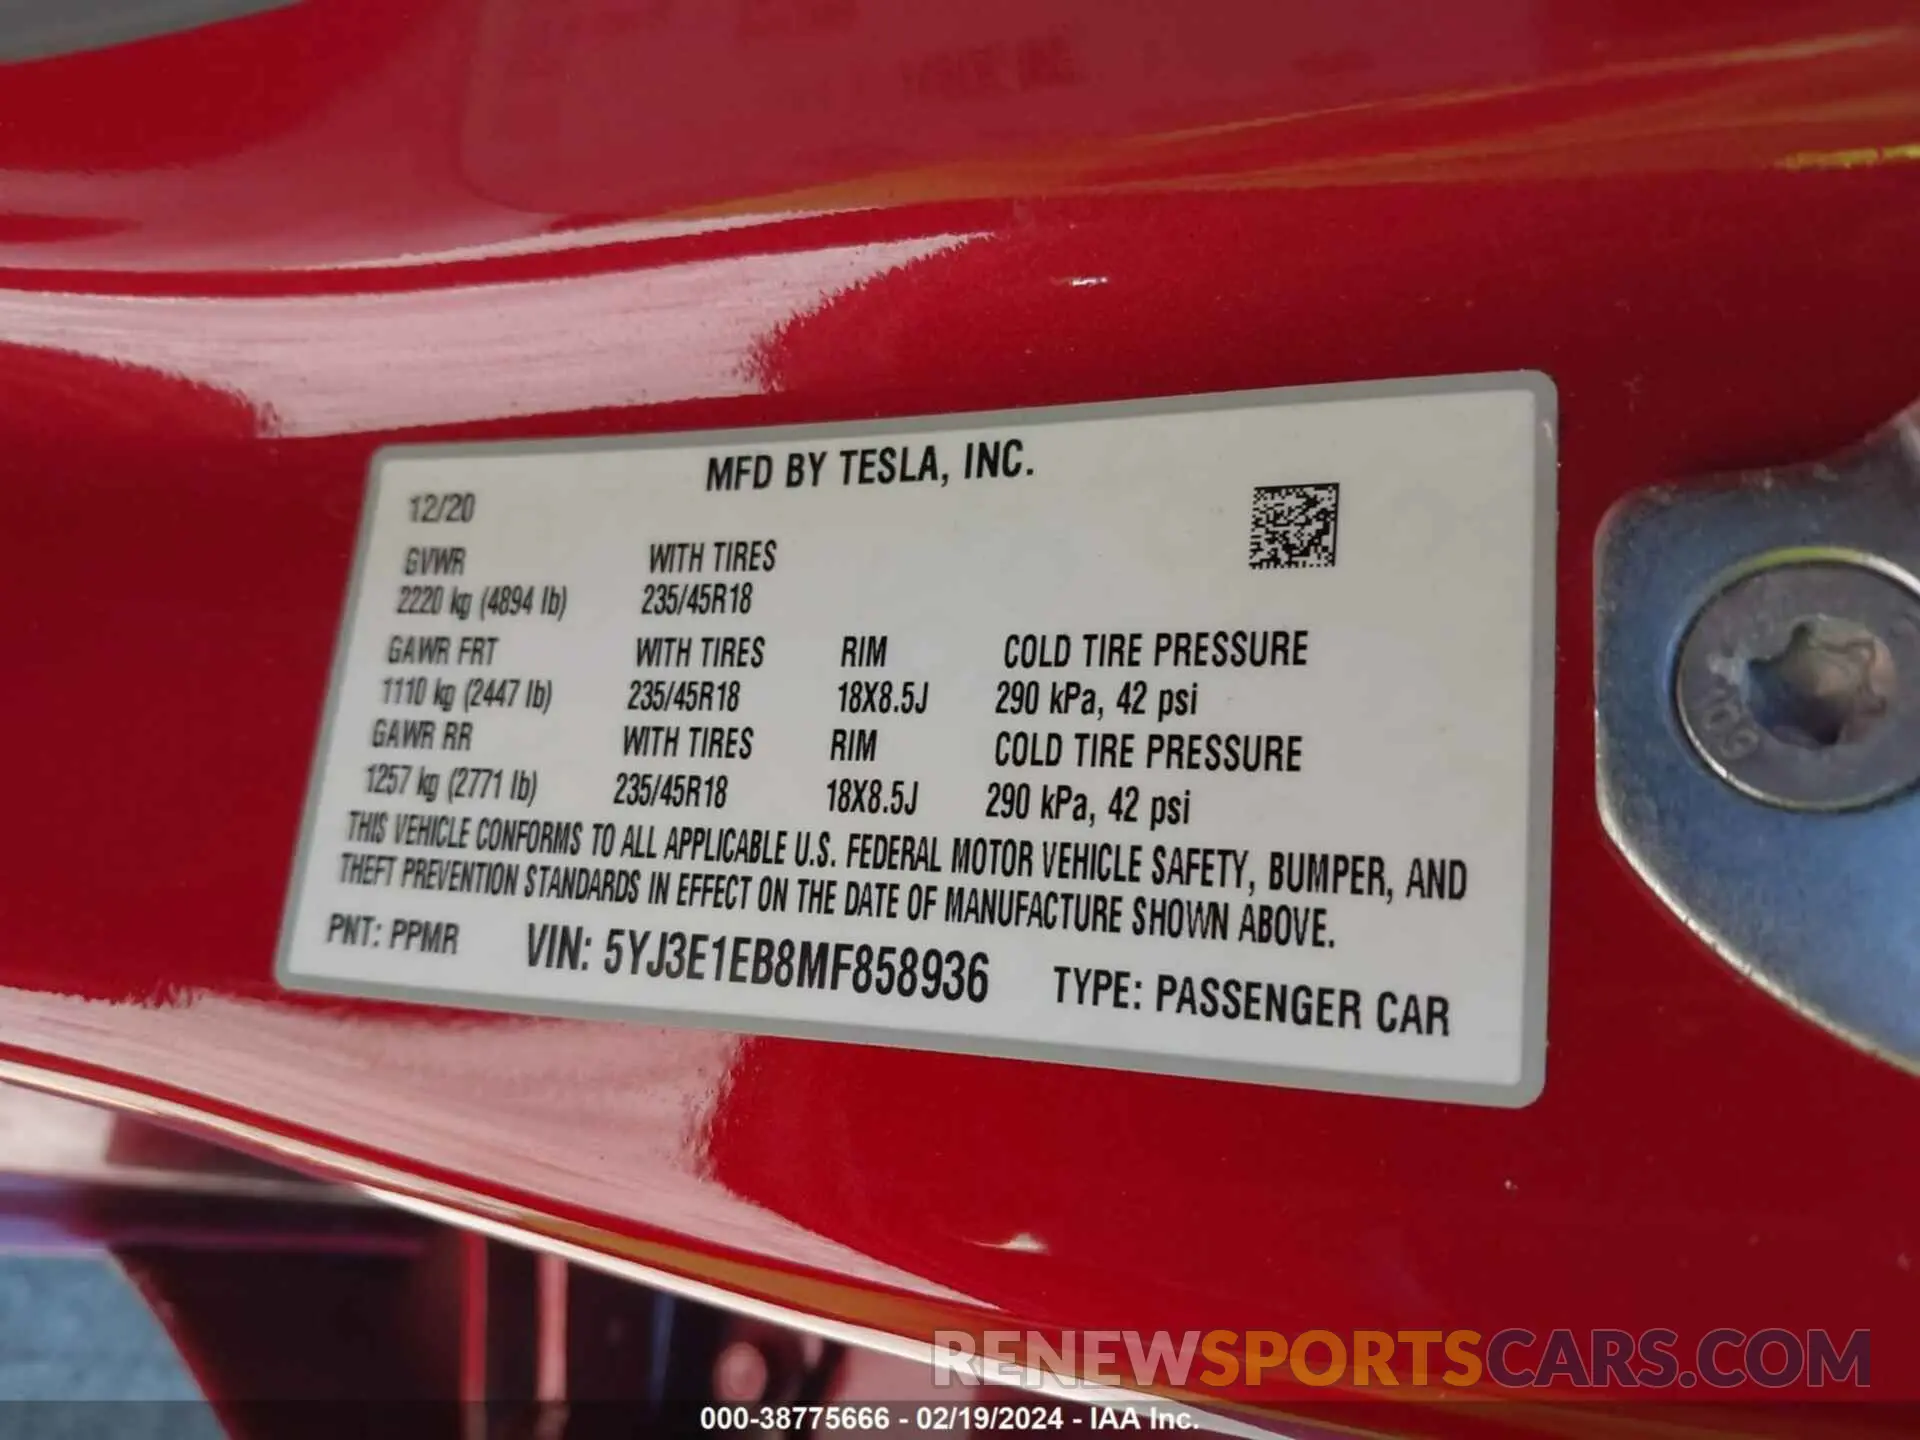 MFD BY TESLA, INC.
12/20
GVWR WITH TIRES
2220 kg (4894 lb) 235/45R18
GAWR FRT WITH TIRES RIM COLD TIRE PRESSURE
1110 kg (2447 lb) 235/45R18 18X8.5J 290 kPa, 42 psi
GAWR RR WITH TIRES RIM COLD TIRE PRESSURE
1257 kg (2771 lb) 235/45R18 18X8.5J 290 kPa, 42 psi
THIS VEHICLE CONFORMS TO ALL APPLICABLE U.S. FEDERAL MOTOR VEHICLE SAFETY, BUMPER, AND
THEFT PREVENTION STANDARDS IN EFFECT ON THE DATE OF MANUFACTURE SHOWN ABOVE.
PNT: PPMR VIN: 5YJ3E1EB8MF858936 TYPE: PASSENGER CAR
RENEWSPORTSCARS.COM
000-38775666 - 02/19/2024 - IAA Inc.